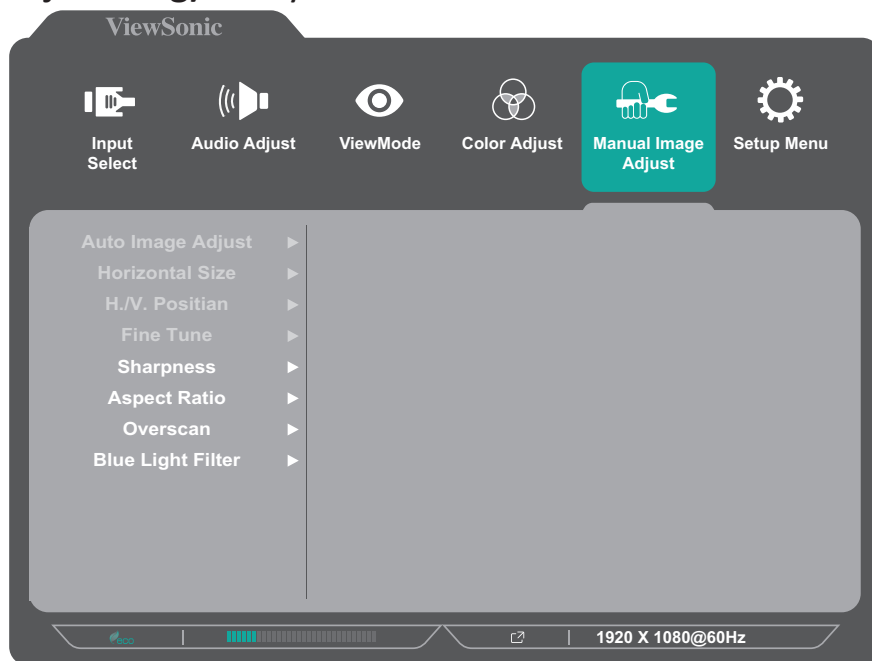 ViewSonic
Input Select
Audio Adjust
ViewMode
Color Adjust
Manual Image Adjust
Setup Menu
Auto Image Adjust
Horizontal Size
H./V. Positian
Fine Tune
Sharpness
Aspect Ratio
Overscan
Blue Light Filter
eco
1920 X 1080@60Hz